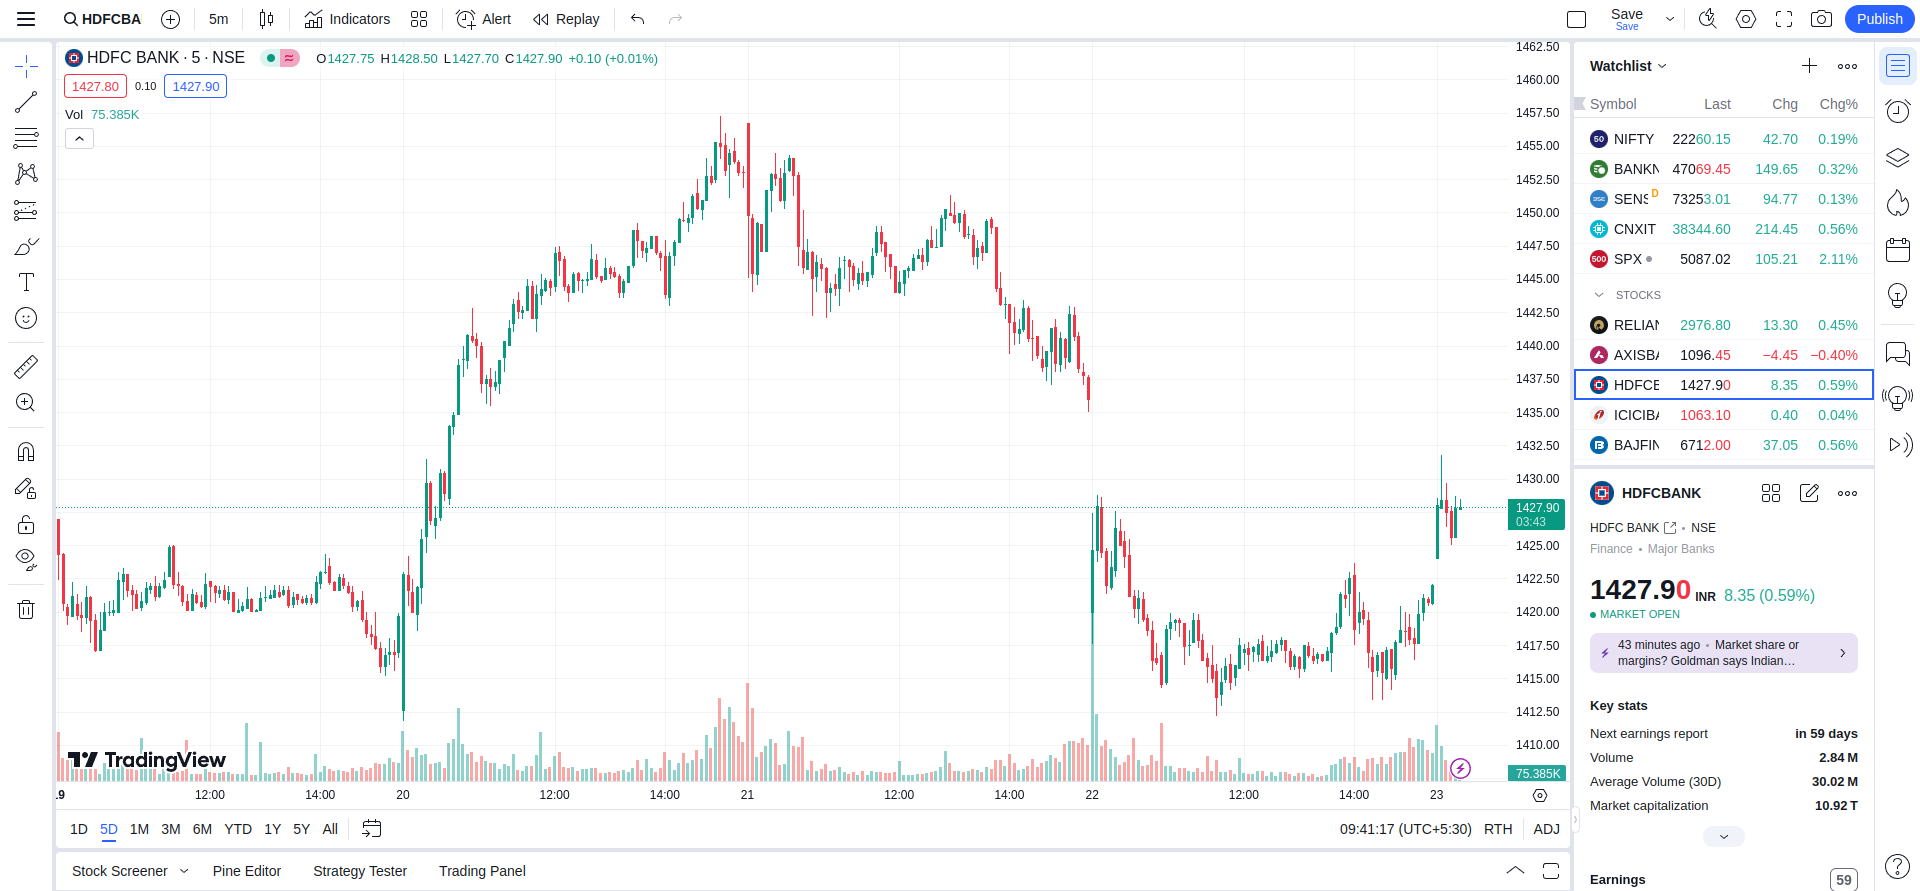 HDFCBA
5m
Indicators
Alert
Replay
Save
Save
Publish
HDFC BANK · 5 · NSE
O1427.75 H1428.50 L1427.70 C1427.90 +0.10 (+0.01%)
1427.80 0.10 1427.90
Vol 75.385K
1462.50
1460.00
1457.50
1455.00
1452.50
1450.00
1447.50
1445.00
1442.50
1440.00
1437.50
1435.00
1432.50
1430.00
1427.90
03:43
1425.00
1422.50
1420.00
1417.50
1415.00
1412.50
1410.00
75.385K
TradingView
19 12:00 14:00 20 12:00 14:00 21 12:00 14:00 22 12:00 14:00 23
1D 5D 1M 3M 6M YTD 1Y 5Y All
09:41:17 (UTC+5:30) RTH ADJ
Stock Screener Pine Editor Strategy Tester Trading Panel
Watchlist
Symbol Last Chg Chg%
50 NIFTY 22260.15 42.70 0.19%
BANKN 47069.45 149.65 0.32%
SENS D 73253.01 94.77 0.13%
CNXIT 38344.60 214.45 0.56%
500 SPX 5087.02 105.21 2.11%
STOCKS
RELIAN 2976.80 13.30 0.45%
AXISBA 1096.45 −4.45 −0.40%
HDFCB 1427.90 8.35 0.59%
ICICIBA 1063.10 0.40 0.04%
BAJFIN 6712.00 37.05 0.56%
HDFCBANK
HDFC BANK • NSE
Finance • Major Banks
1427.90 INR 8.35 (0.59%)
MARKET OPEN
43 minutes ago • Market share or
margins? Goldman says Indian…
Key stats
Next earnings report in 59 days
Volume 2.84 M
Average Volume (30D) 30.02 M
Market capitalization 10.92 T
Earnings 59